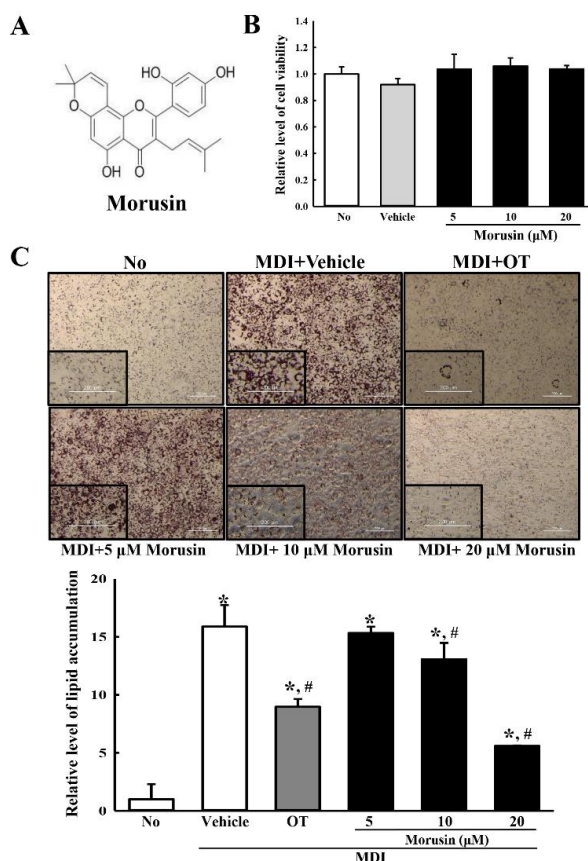 A
HO
OH
O
O
OH
O
Morusin
B
Relative level of cell viability
1.4
1.2
1.0
0.8
0.6
0.4
0.2
0.0
No
Vehicle
5
10
20
Morusin (μM)
C
No
MDI+Vehicle
MDI+OT
MDI+5 μM Morusin
MDI+ 10 μM Morusin
MDI+ 20 μM Morusin
Relative level of lipid accumulation
20
15
10
5
0
*
*, #
*
*, #
*, #
No
Vehicle
OT
5
10
20
Morusin (μM)
MDI